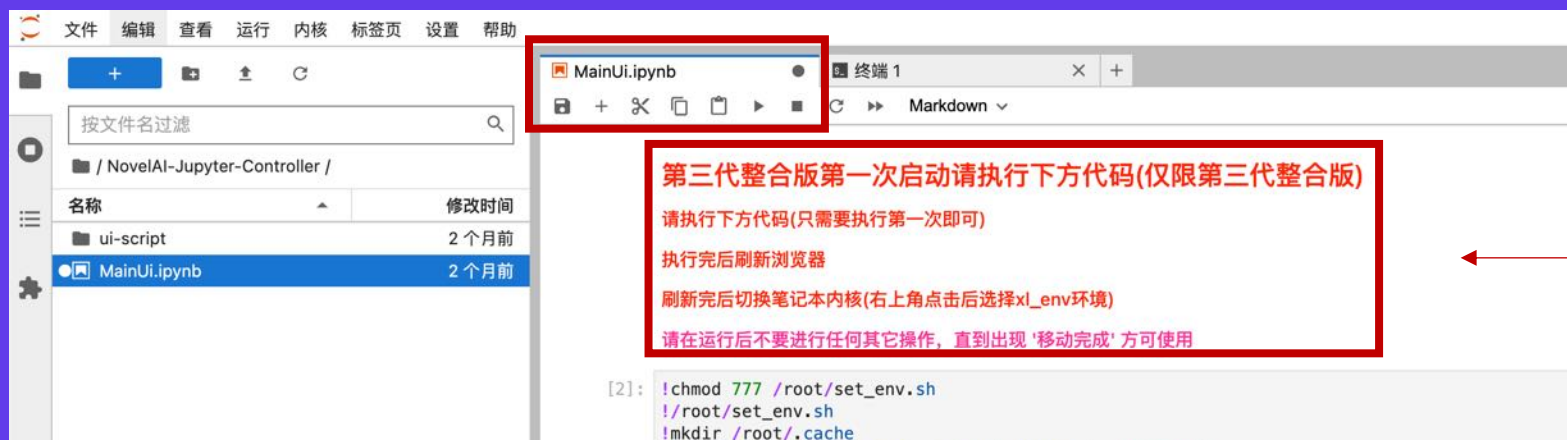 文件 编辑 查看 运行 内核 标签页 设置 帮助
MainUi.ipynb 终端 1
Markdown
按文件名过滤
/ NovelAI-Jupyter-Controller /
名称 修改时间
ui-script 2 个月前
MainUi.ipynb 2 个月前
第三代整合版第一次启动请执行下方代码(仅限第三代整合版)
请执行下方代码(只需要执行第一次即可)
执行完后刷新浏览器
刷新完后切换笔记本内核(右上角点击后选择xl_env环境)
请在运行后不要进行任何其它操作，直到出现 '移动完成' 方可使用
[2]: !chmod 777 /root/set_env.sh
!/root/set_env.sh
!mkdir /root/.cache